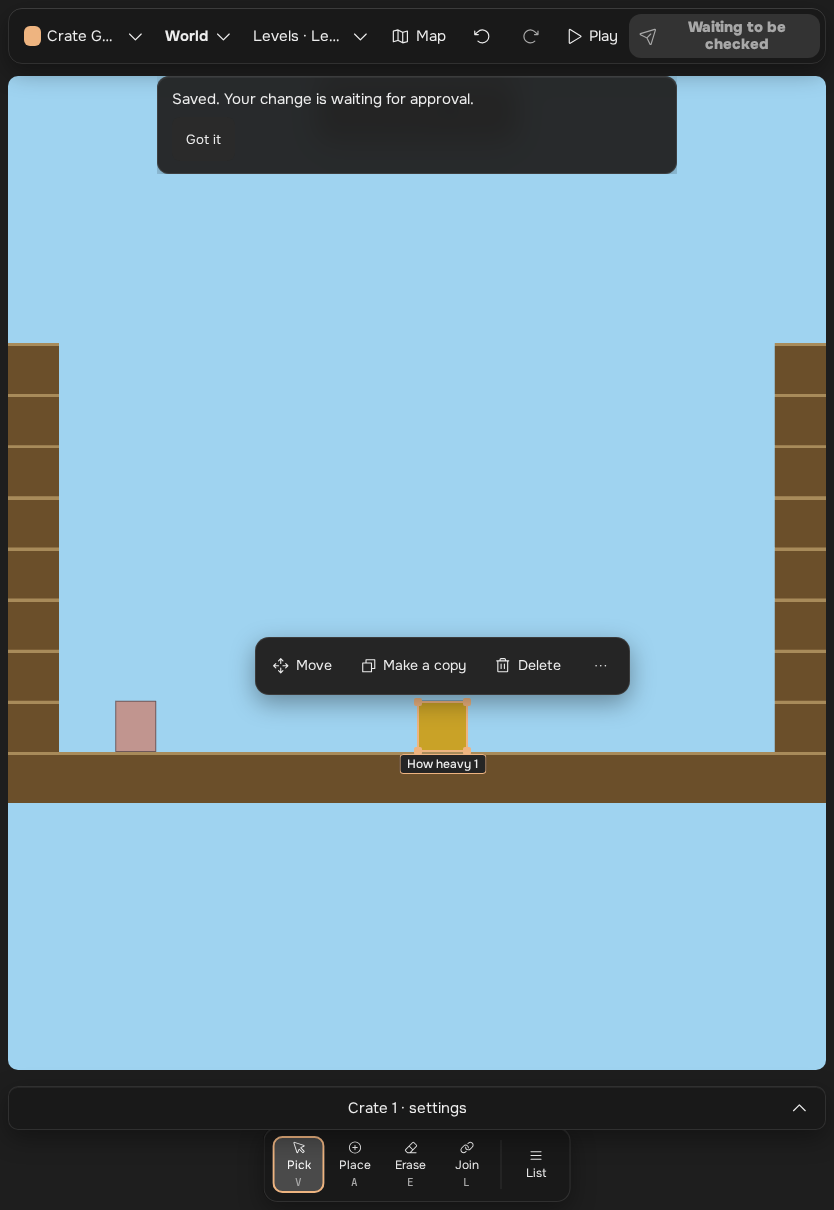 Crate G...
World
Levels · Le...
Map
Play
Waiting to be
checked
Saved. Your change is waiting for approval.
Got it
Move
Make a copy
Delete
...
How heavy 1
Crate 1 · settings
Pick
Place
Erase
Join
List
V
A
E
L